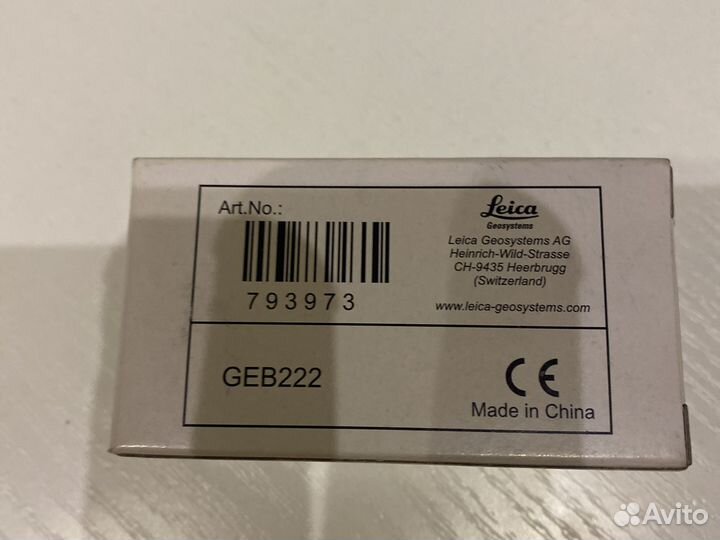 Art.No.:
793973
Leica
Geosystems
Leica Geosystems AG
Heinrich-Wild-Strasse
CH-9435 Heerbrugg
(Switzerland)
www.leica-geosystems.com
GEB222
CE
Made in China
Avito